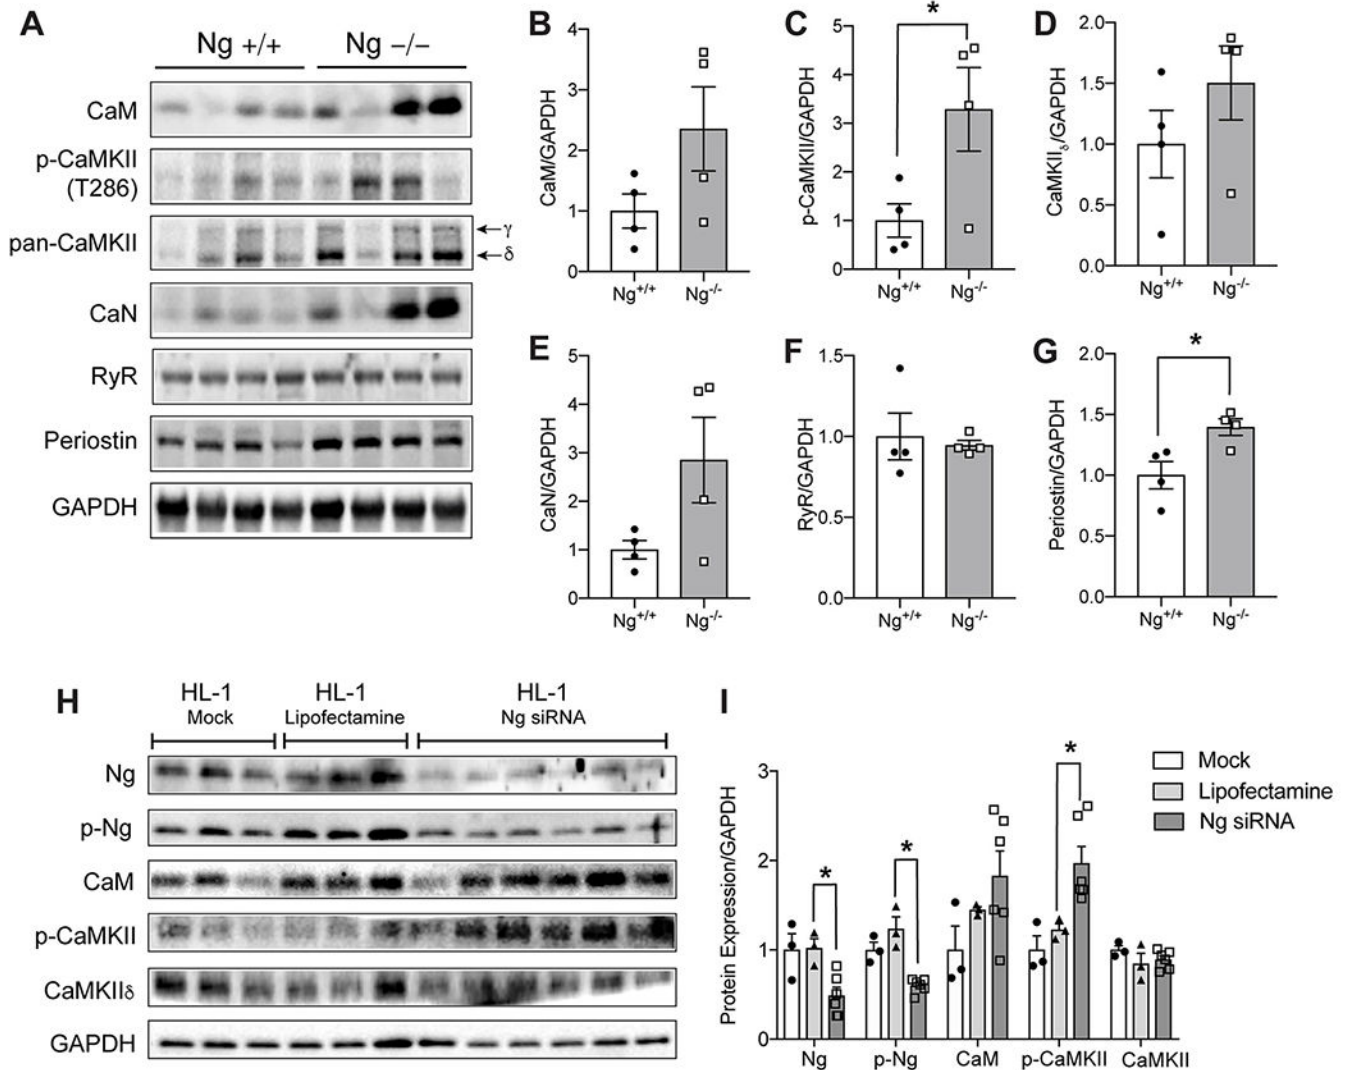 A
Ng +/+ Ng −/−
CaM
p-CaMKII
(T286)
pan-CaMKII
γ
δ
CaN
RyR
Periostin
GAPDH
B
CaM/GAPDH
4
3
2
1
0
Ng+/+ Ng-/-
C
p-CaMKII/GAPDH
5
4
3
2
1
0
*
Ng+/+ Ng-/-
D
CaMKIIδ/GAPDH
2.0
1.5
1.0
0.5
0.0
Ng+/+ Ng-/-
E
CaN/GAPDH
5
4
3
2
1
0
Ng+/+ Ng-/-
F
RyR/GAPDH
1.5
1.0
0.5
0.0
Ng+/+ Ng-/-
G
Periostin/GAPDH
2.0
1.5
1.0
0.5
0.0
*
Ng+/+ Ng-/-
H
HL-1 HL-1 HL-1
Mock Lipofectamine Ng siRNA
Ng
p-Ng
CaM
p-CaMKII
CaMKIIδ
GAPDH
I
Protein Expression/GAPDH
3
2
1
0
*
*
*
Ng p-Ng CaM p-CaMKII CaMKII
Mock
Lipofectamine
Ng siRNA